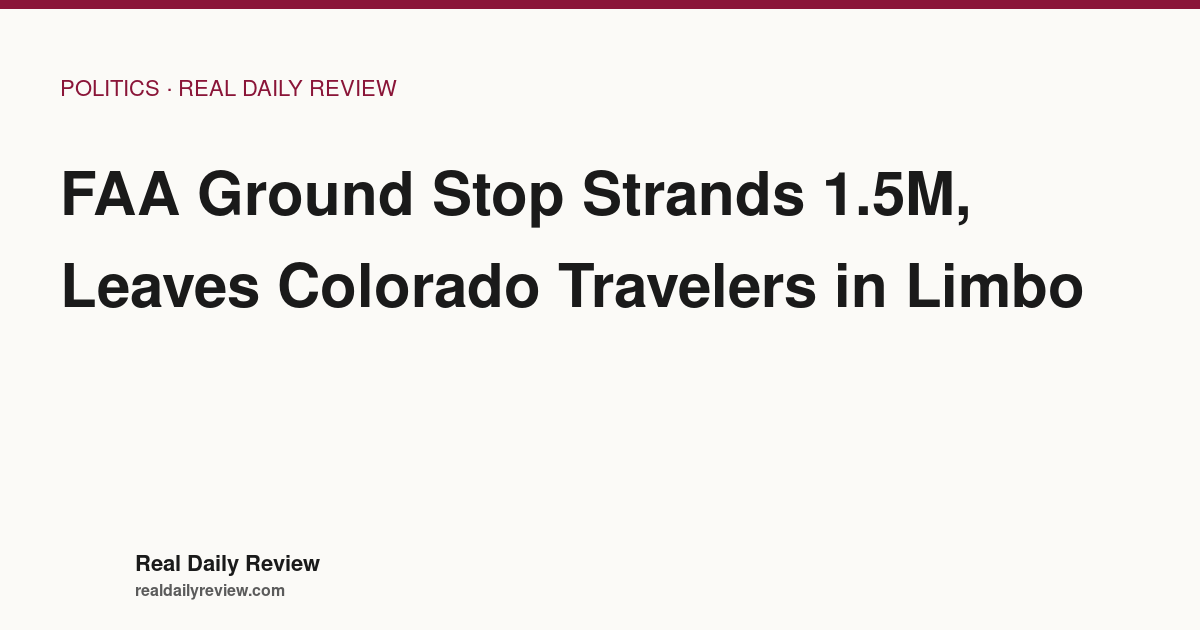 POLITICS · REAL DAILY REVIEW
FAA Ground Stop Strands 1.5M,
Leaves Colorado Travelers in Limbo
Real Daily Review
realdailyreview.com